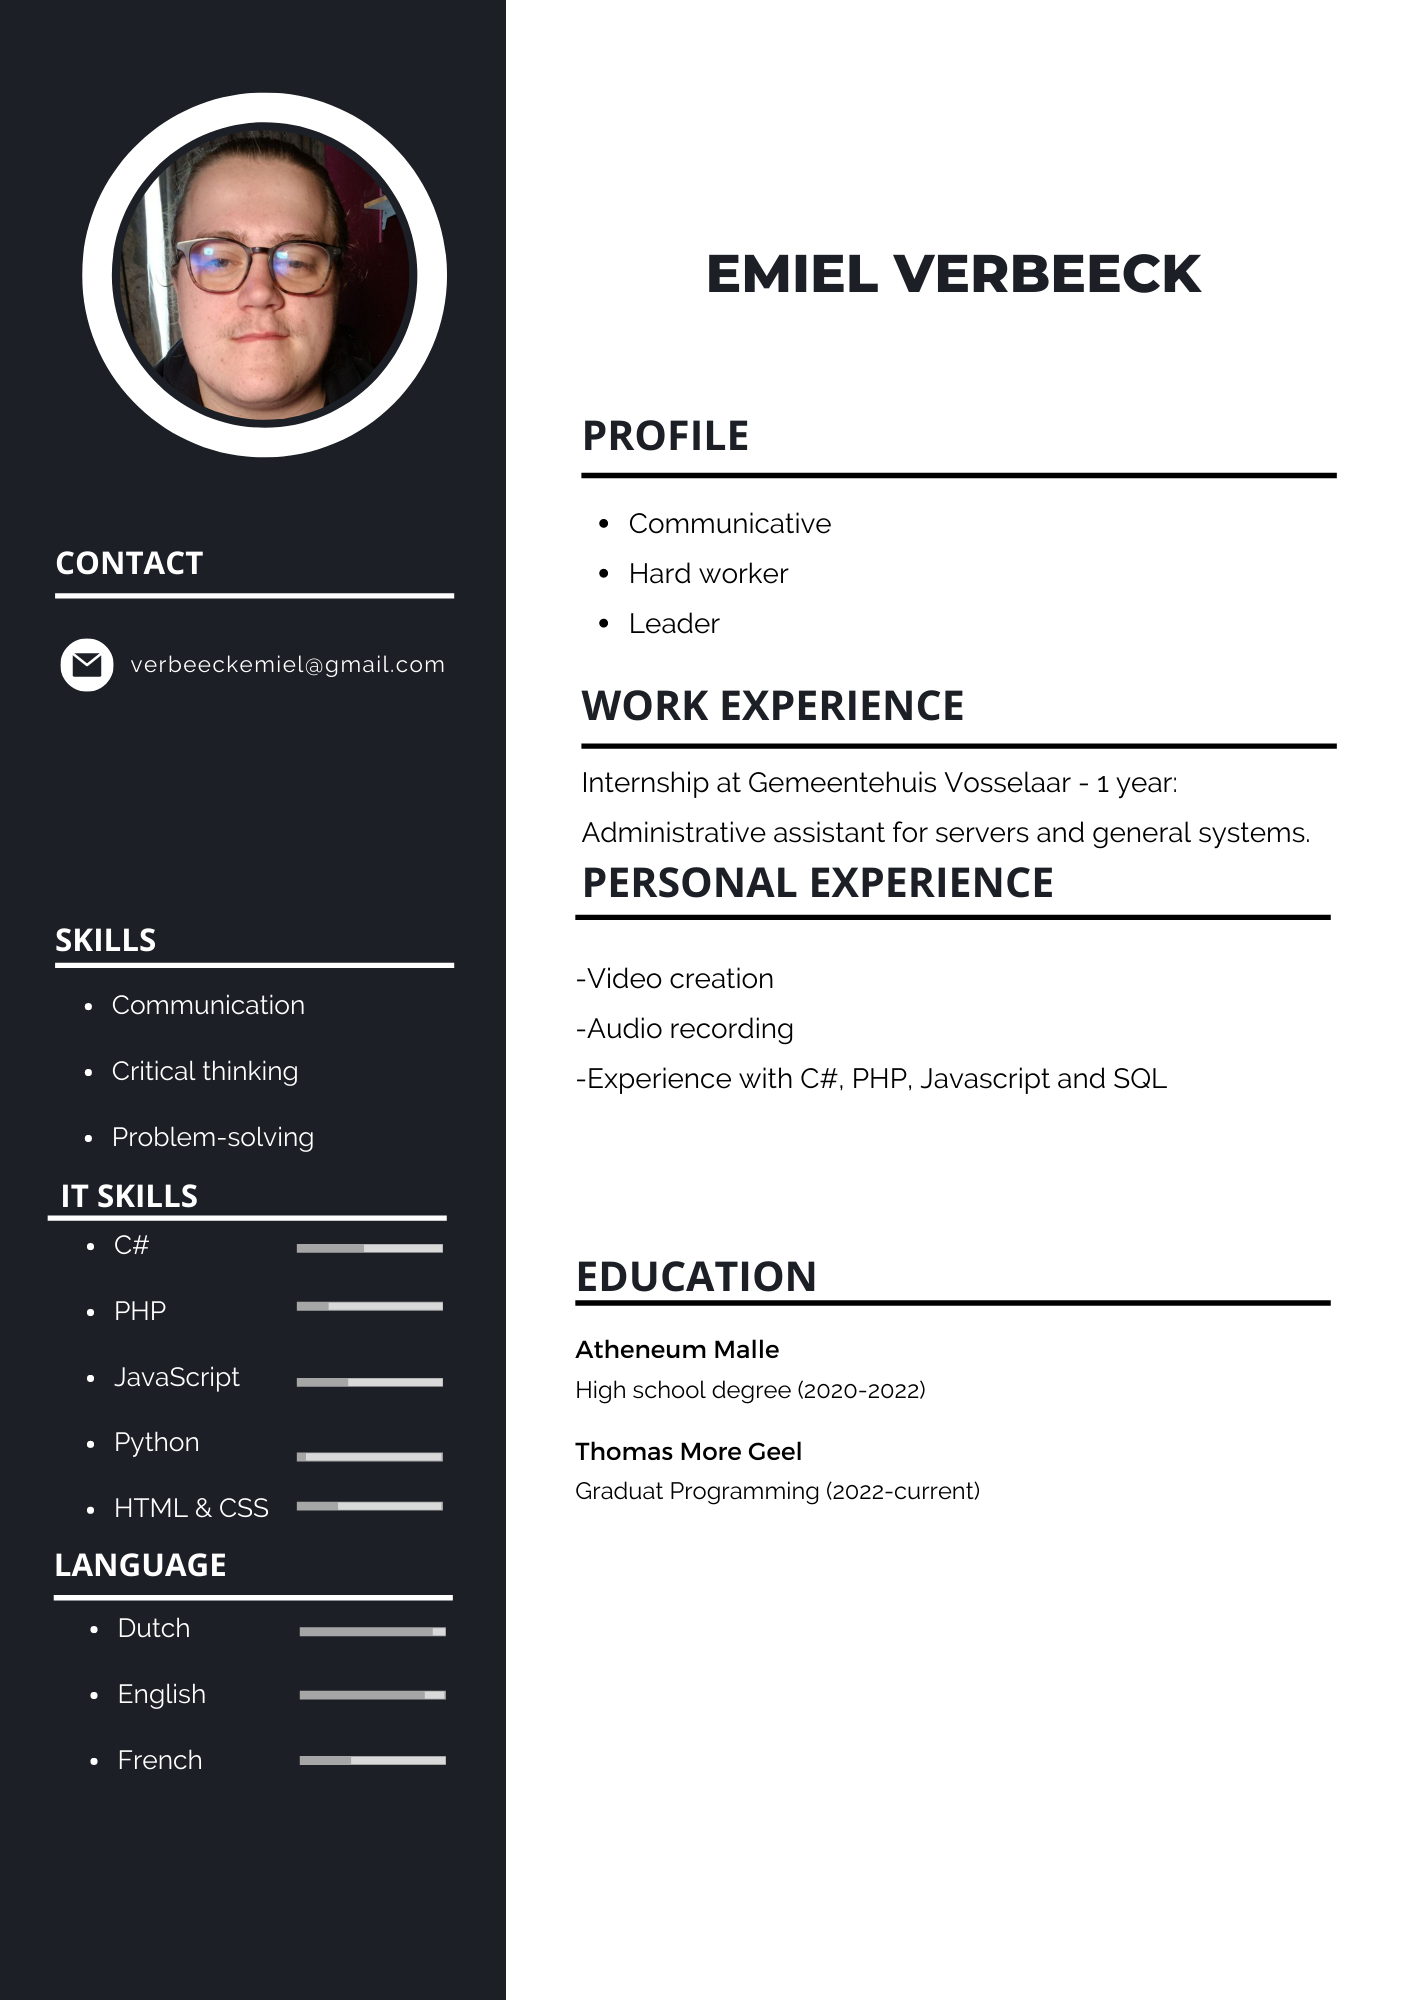 EMIEL VERBEECK
CONTACT
verbeeckemiel@gmail.com
SKILLS
• Communication
• Critical thinking
• Problem-solving
IT SKILLS
• C#
• PHP
• JavaScript
• Python
• HTML & CSS
LANGUAGE
• Dutch
• English
• French
PROFILE
• Communicative
• Hard worker
• Leader
WORK EXPERIENCE
Internship at Gemeentehuis Vosselaar - 1 year:
Administrative assistant for servers and general systems.
PERSONAL EXPERIENCE
-Video creation
-Audio recording
-Experience with C#, PHP, Javascript and SQL
EDUCATION
Atheneum Malle
High school degree (2020-2022)
Thomas More Geel
Graduat Programming (2022-current)